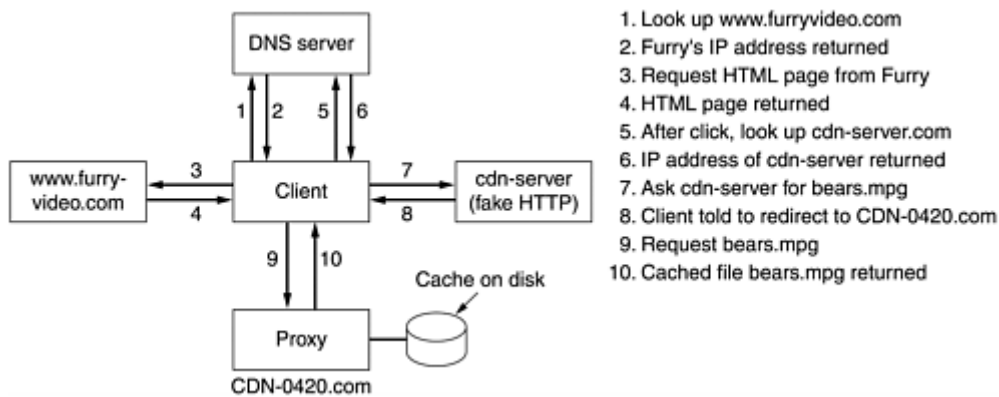 DNS server
1
2
5
6
www.furry-
video.com
3
4
Client
7
8
cdn-server
(fake HTTP)
9
10
Cache on disk
Proxy
CDN-0420.com
1. Look up www.furryvideo.com
2. Furry's IP address returned
3. Request HTML page from Furry
4. HTML page returned
5. After click, look up cdn-server.com
6. IP address of cdn-server returned
7. Ask cdn-server for bears.mpg
8. Client told to redirect to CDN-0420.com
9. Request bears.mpg
10. Cached file bears.mpg returned